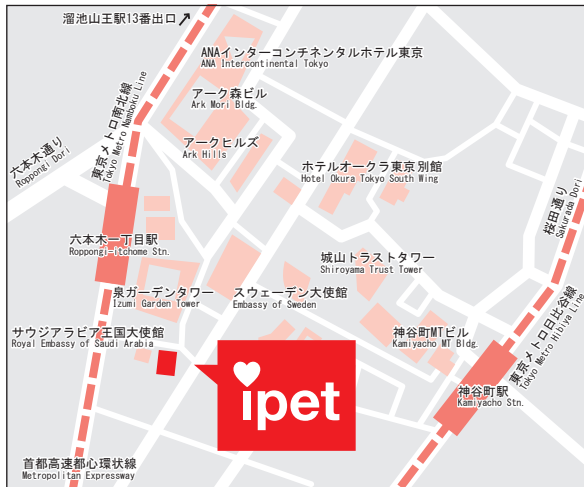 溜池山王駅13番出口
ANAインターコンチネンタルホテル東京
ANA Intercontinental Tokyo
アーク森ビル
Ark Mori Bldg.
アークヒルズ
Ark Hills
東京メトロ南北線
Tokyo Metro Namboku Line
六本木通り
Roppongi Dori
ホテルオークラ東京別館
Hotel Okura Tokyo South Wing
桜田通り
Sakurada Dori
六本木一丁目駅
Roppongi-itchome Stn.
城山トラストタワー
Shiroyama Trust Tower
泉ガーデンタワー
Izumi Garden Tower
スウェーデン大使館
Embassy of Sweden
サウジアラビア王国大使館
Royal Embassy of Saudi Arabia
神谷町MTビル
Kamiyacho MT Bldg.
東京メトロ日比谷線
Tokyo Metro Hibiya Line
神谷町駅
Kamiyacho Stn.
ipet
首都高速都心環状線
Metropolitan Expressway